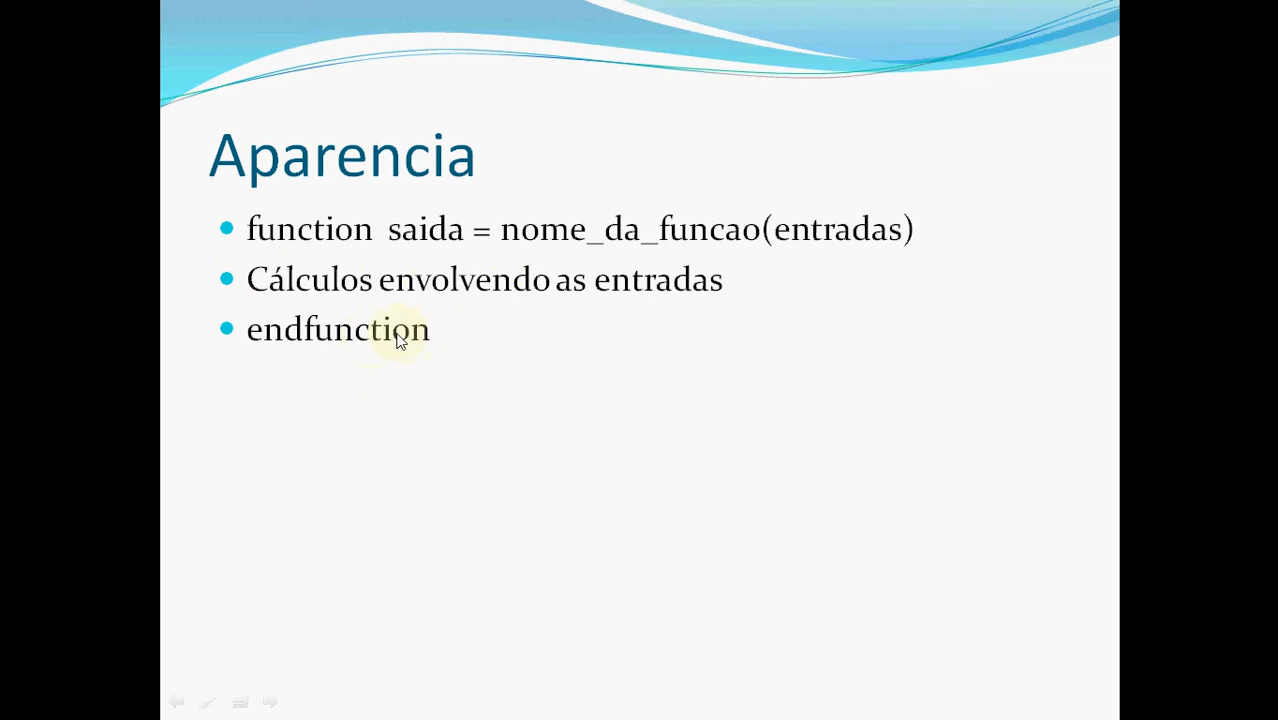 Aparencia
function saida = nome_da_funcao(entradas)
Cálculos envolvendo as entradas
endfunction